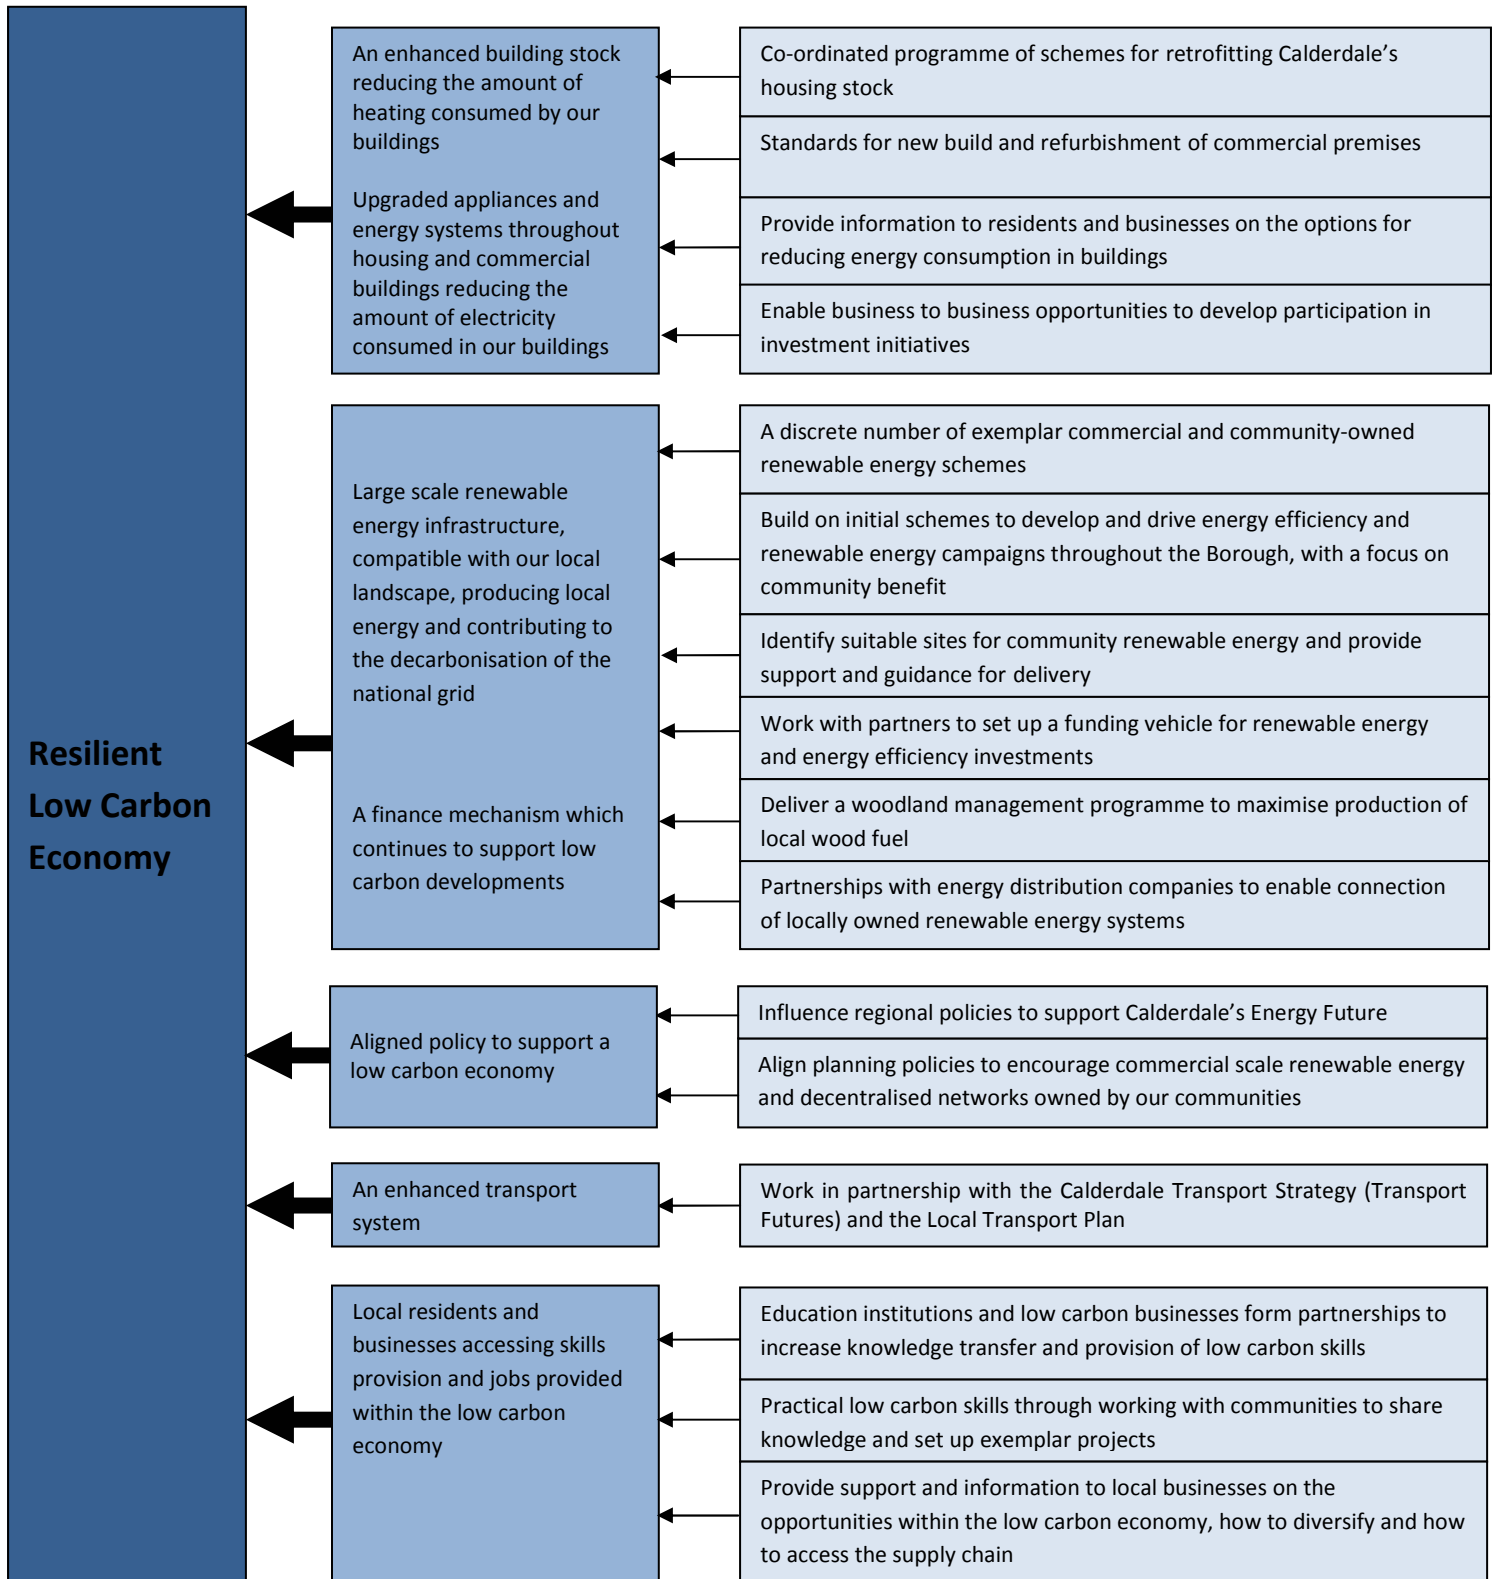 Resilient
Low Carbon
Economy
An enhanced building stock
reducing the amount of
heating consumed by our
buildings
Upgraded appliances and
energy systems throughout
housing and commercial
buildings reducing the
amount of electricity
consumed in our buildings
Co-ordinated programme of schemes for retrofitting Calderdale’s
housing stock
Standards for new build and refurbishment of commercial premises
Provide information to residents and businesses on the options for
reducing energy consumption in buildings
Enable business to business opportunities to develop participation in
investment initiatives
Large scale renewable
energy infrastructure,
compatible with our local
landscape, producing local
energy and contributing to
the decarbonisation of the
national grid
A finance mechanism which
continues to support low
carbon developments
A discrete number of exemplar commercial and community-owned
renewable energy schemes
Build on initial schemes to develop and drive energy efficiency and
renewable energy campaigns throughout the Borough, with a focus on
community benefit
Identify suitable sites for community renewable energy and provide
support and guidance for delivery
Work with partners to set up a funding vehicle for renewable energy
and energy efficiency investments
Deliver a woodland management programme to maximise production of
local wood fuel
Partnerships with energy distribution companies to enable connection
of locally owned renewable energy systems
Aligned policy to support a
low carbon economy
Influence regional policies to support Calderdale’s Energy Future
Align planning policies to encourage commercial scale renewable energy
and decentralised networks owned by our communities
An enhanced transport
system
Work in partnership with the Calderdale Transport Strategy (Transport
Futures) and the Local Transport Plan
Local residents and
businesses accessing skills
provision and jobs provided
within the low carbon
economy
Education institutions and low carbon businesses form partnerships to
increase knowledge transfer and provision of low carbon skills
Practical low carbon skills through working with communities to share
knowledge and set up exemplar projects
Provide support and information to local businesses on the
opportunities within the low carbon economy, how to diversify and how
to access the supply chain